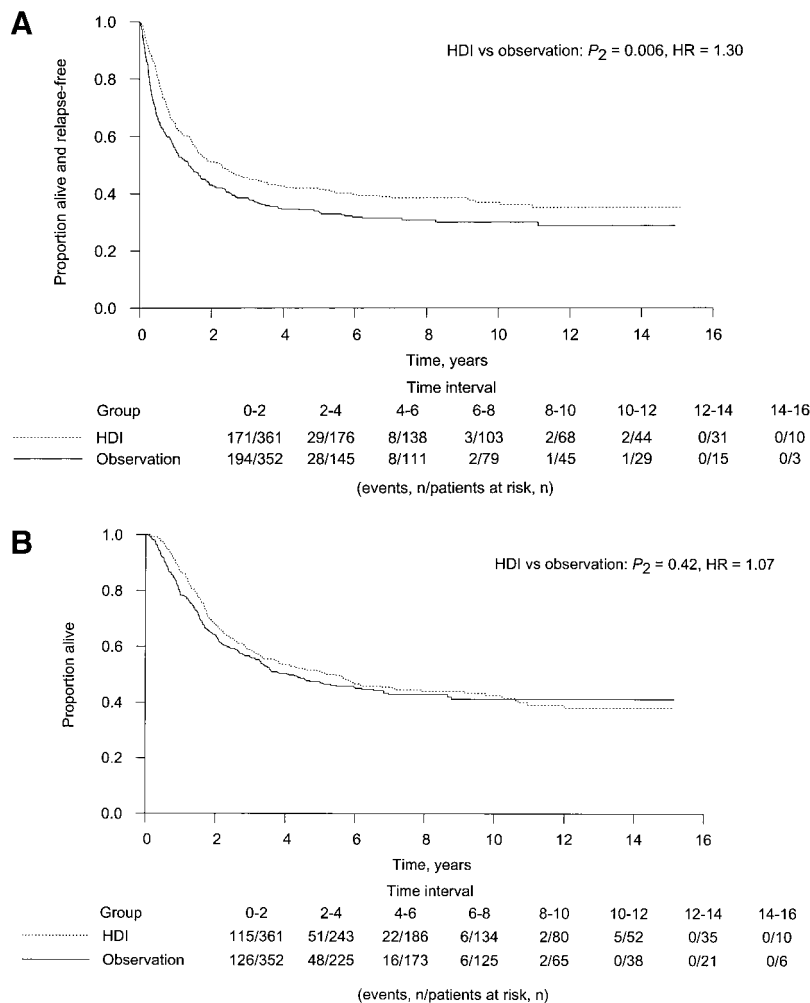 A
HDI vs observation: P2 = 0.006, HR = 1.30
Proportion alive and relapse-free
1.0
0.8
0.6
0.4
0.2
0.0
0 2 4 6 8 10 12 14 16
Time, years
Time interval
Group 0-2 2-4 4-6 6-8 8-10 10-12 12-14 14-16
HDI 171/361 29/176 8/138 3/103 2/68 2/44 0/31 0/10
Observation 194/352 28/145 8/111 2/79 1/45 1/29 0/15 0/3
(events, n/patients at risk, n)
B
HDI vs observation: P2 = 0.42, HR = 1.07
Proportion alive
1.0
0.8
0.6
0.4
0.2
0.0
0 2 4 6 8 10 12 14 16
Time, years
Time interval
Group 0-2 2-4 4-6 6-8 8-10 10-12 12-14 14-16
HDI 115/361 51/243 22/186 6/134 2/80 5/52 0/35 0/10
Observation 126/352 48/225 16/173 6/125 2/65 0/38 0/21 0/6
(events, n/patients at risk, n)